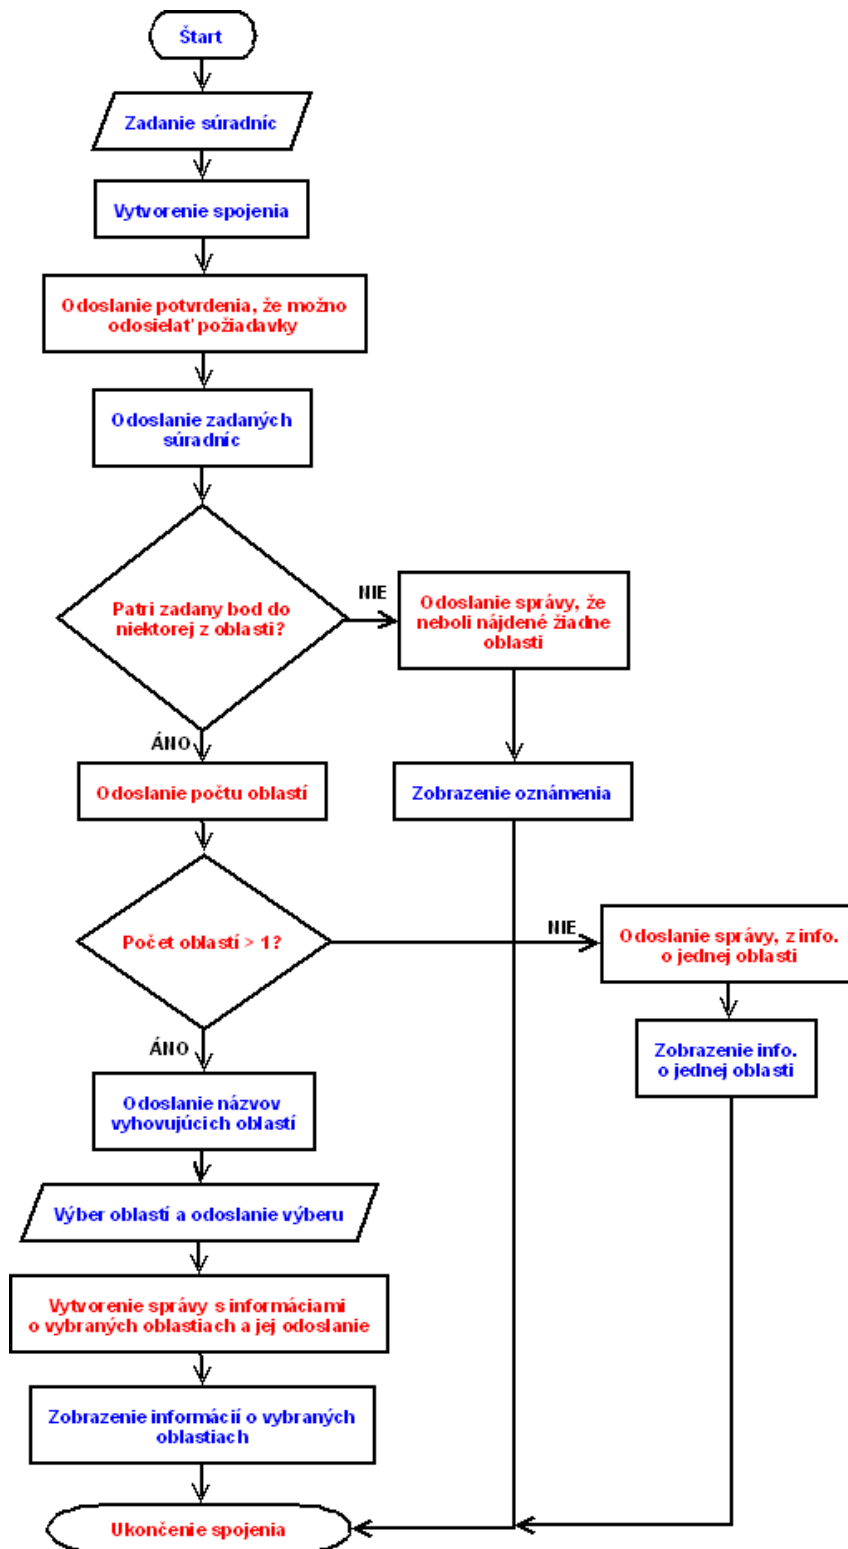 Štart
Zadanie súradníc
Vytvorenie spojenia
Odoslanie potvrdenia, že možno
odosielať požiadavky
Odoslanie zadaných
súradníc
Patri zadany bod do
niektorej z oblasti?
NIE
Odoslanie správy, že
neboli nájdené žiadne
oblasti
ÁNO
Odoslanie počtu oblastí
Zobrazenie oznámenia
Počet oblastí > 1?
NIE
Odoslanie správy, z info.
o jednej oblasti
Zobrazenie info.
o jednej oblasti
ÁNO
Odoslanie názvov
vyhovujúcich oblastí
Výber oblastí a odoslanie výberu
Vytvorenie správy s informáciami
o vybraných oblastiach a jej odoslanie
Zobrazenie informácií o vybraných
oblastiach
Ukončenie spojenia